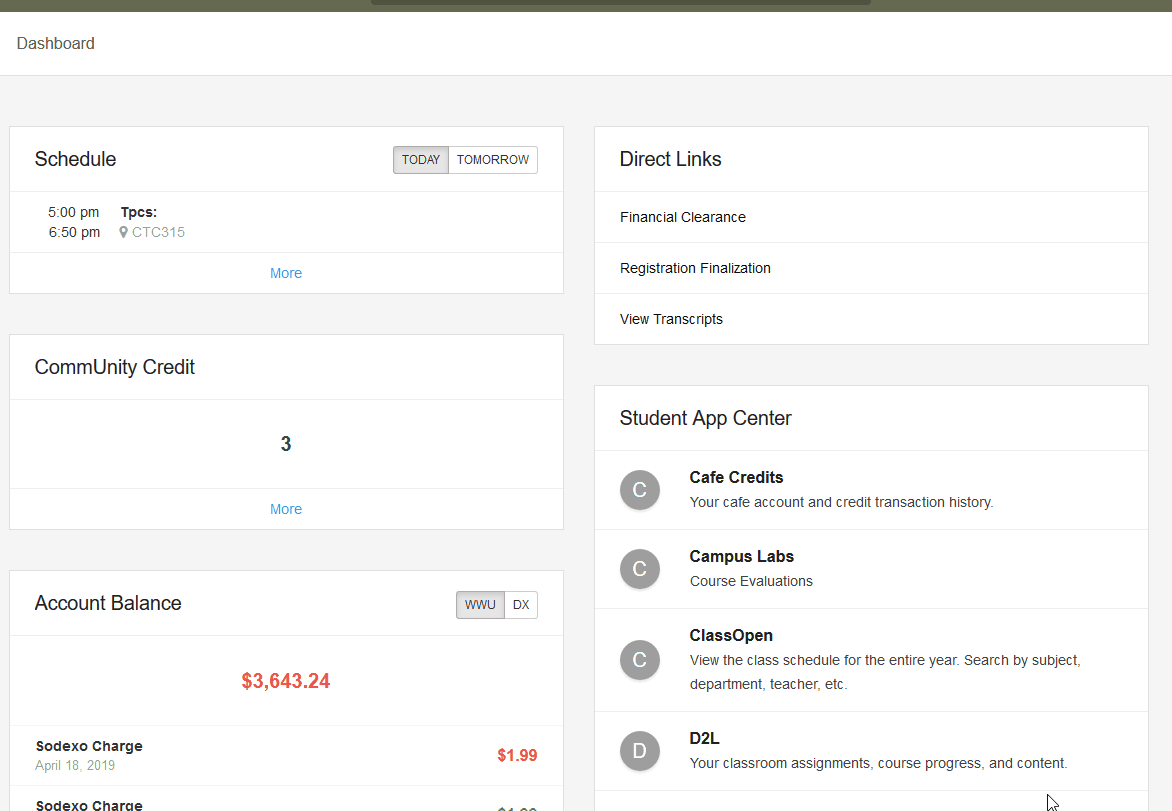 Dashboard
Schedule
TODAY
TOMORROW
5:00 pm
Tpcs:
6:50 pm
CTC315
More
CommUnity Credit
3
More
Account Balance
WWU
DX
$3,643.24
Sodexo Charge
$1.99
April 18, 2019
Sodexo Charge
Direct Links
Financial Clearance
Registration Finalization
View Transcripts
Student App Center
C
Cafe Credits
Your cafe account and credit transaction history.
C
Campus Labs
Course Evaluations
C
ClassOpen
View the class schedule for the entire year. Search by subject,
department, teacher, etc.
D
D2L
Your classroom assignments, course progress, and content.